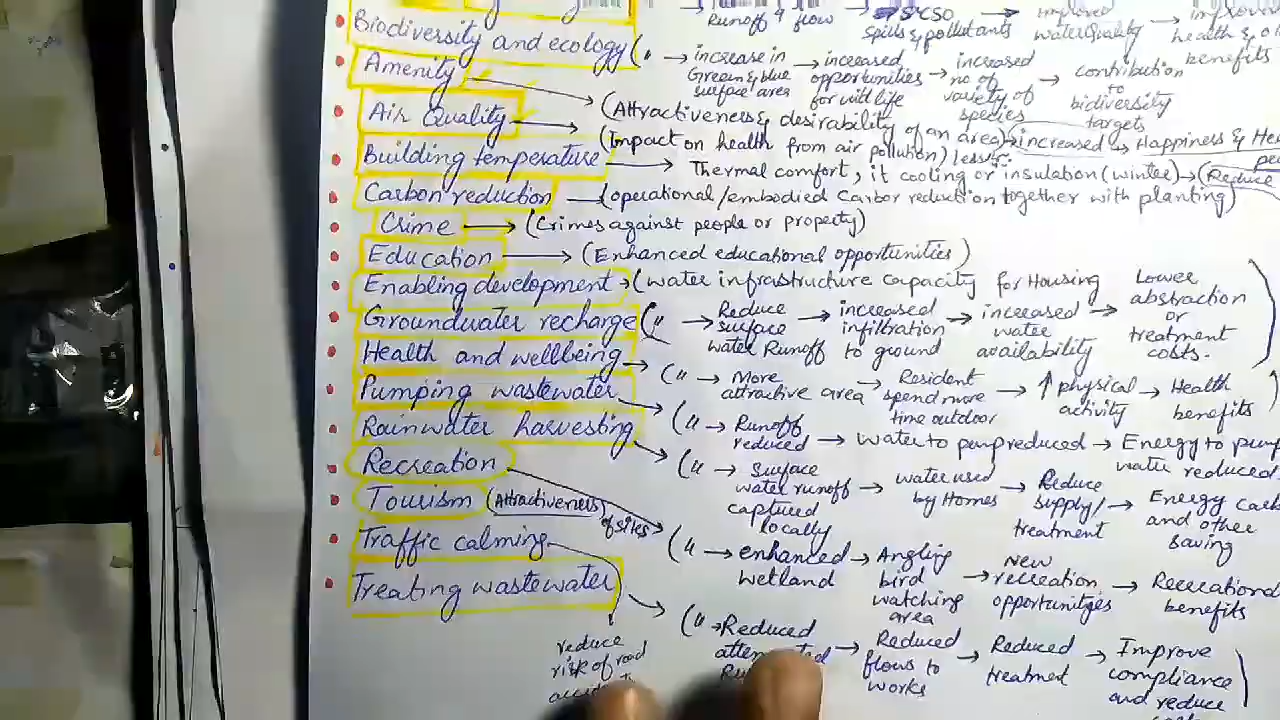 Runoff & flow → CSO spills & pollutants → improved water quality → health &
Biodiversity and ecology (" → increase in Green & blue surface area → inceased opportunities for wild life → increased no of variety of species → contribution to bidiversity targets
benefits
Amenity → (Attractiveness & desirability of an area) → increased → Happiness &
Air Quality → (Impact on health from air pollution) less
Building temperature → Thermal comfort, it cooling or insulation (winter) → (Reduce
Carbon reduction → (operational/embodied Carbor reduction together with planting)
Crime → (Crimes against people or property)
Education → (Enhanced educational opportunities)
Enabling development → (water infrastructure capacity for Housing
Groundwater recharge (" → Reduce surface water Runoff → increased infiltration to ground → increased water availability → Lower abstraction or treatment costs.
Health and wellbeing → (" → More attractive area → Resident spend more time outdoor → ↑ physical activity → Health benefits
Pumping wastewater → (" → Runoff reduced → Water to pump reduced → Energy to pump water reduced
Rainwater harvesting → (" → Surface water runoff captured locally → water used by Homes → Reduce supply/treatment → Energy and other saving
Recreation → (" → enhanced wetland → Angling bird watching area → new recreation opportunities → Recreational benefits
Tourism (Attractiveness of sites)
Traffic calming → reduce risk of road
Treating wastewater → (" → Reduced → Reduced flows to works → Reduced treatment → Improve compliance and reduce